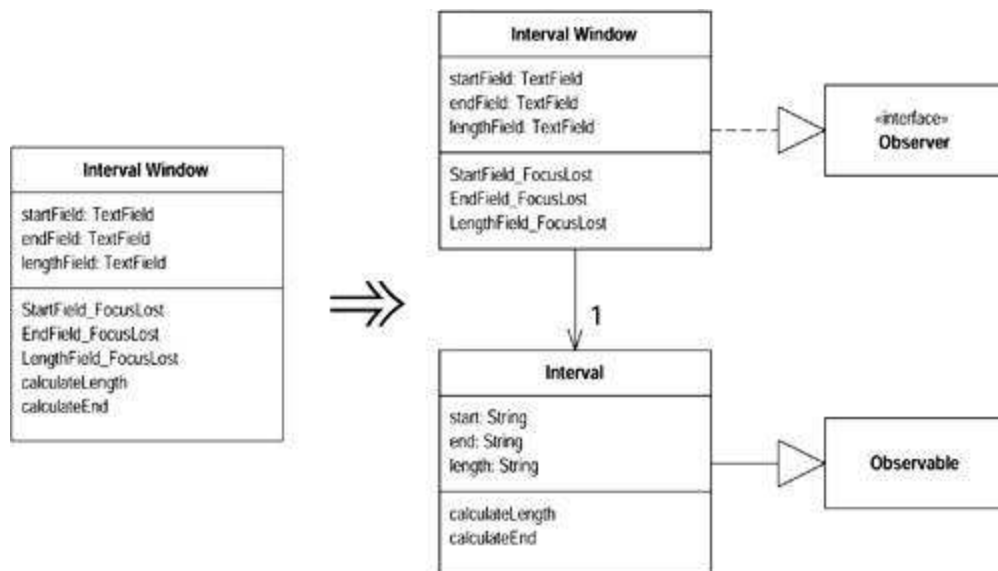 Interval Window
startField: TextField
endField: TextField
lengthField: TextField
StartField_FocusLost
EndField_FocusLost
LengthField_FocusLost
calculateLength
calculateEnd
Interval Window
startField: TextField
endField: TextField
lengthField: TextField
StartField_FocusLost
EndField_FocusLost
LengthField_FocusLost
«interface»
Observer
1
Interval
start: String
end: String
length: String
calculateLength
calculateEnd
Observable